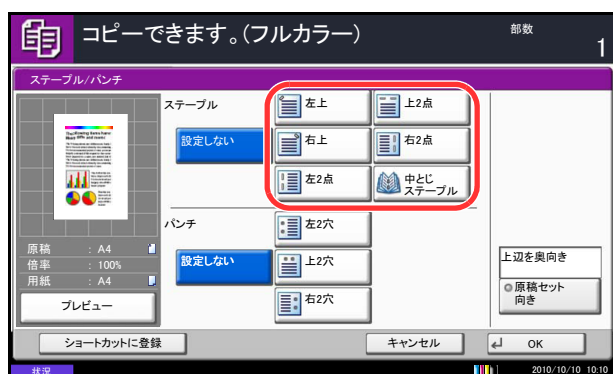 コピーできます。(フルカラー)
部数
1
ステープル/パンチ
ステープル
設定しない
左上
上2点
右上
右2点
左2点
中とじ
ステープル
パンチ
設定しない
左2穴
上2穴
右2穴
原稿 : A4
倍率 : 100%
用紙 : A4
プレビュー
上辺を奥向き
原稿セット
向き
ショートカットに登録
キャンセル
OK
状況
2010/10/10 10:10